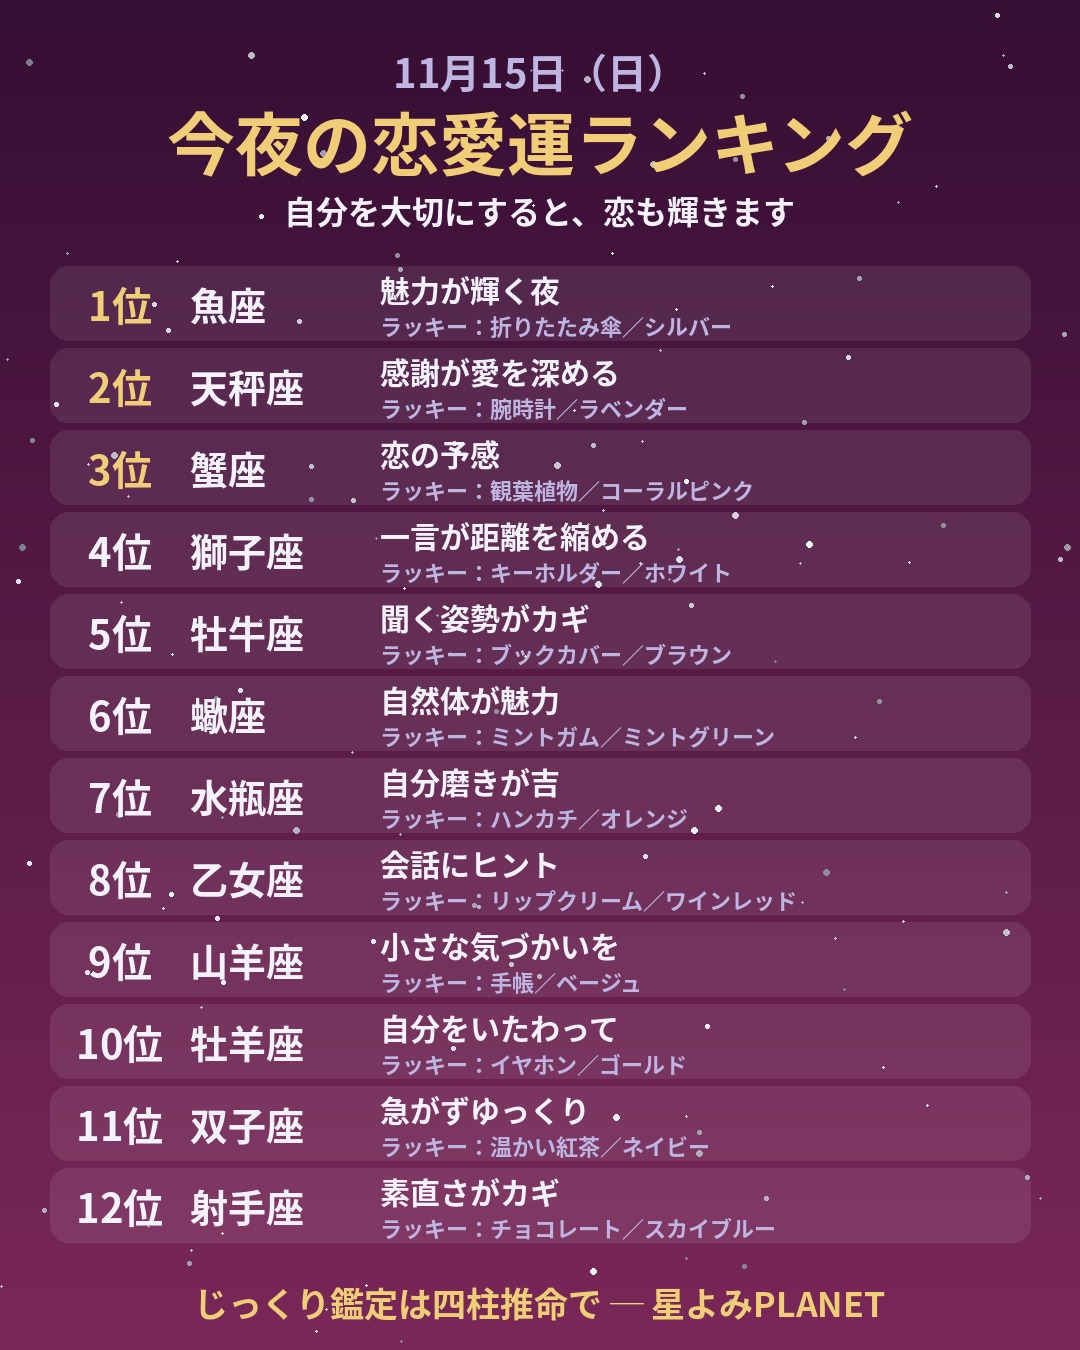 11月15日（日）
今夜の恋愛運ランキング
自分を大切にすると、恋も輝きます
1位 魚座 魅力が輝く夜
ラッキー：折りたたみ傘／シルバー
2位 天秤座 感謝が愛を深める
ラッキー：腕時計／ラベンダー
3位 蟹座 恋の予感
ラッキー：観葉植物／コーラルピンク
4位 獅子座 一言が距離を縮める
ラッキー：キーホルダー／ホワイト
5位 牡牛座 聞く姿勢がカギ
ラッキー：ブックカバー／ブラウン
6位 蠍座 自然体が魅力
ラッキー：ミントガム／ミントグリーン
7位 水瓶座 自分磨きが吉
ラッキー：ハンカチ／オレンジ
8位 乙女座 会話にヒント
ラッキー：リップクリーム／ワインレッド
9位 山羊座 小さな気づかいを
ラッキー：手帳／ベージュ
10位 牡羊座 自分をいたわって
ラッキー：イヤホン／ゴールド
11位 双子座 急がずゆっくり
ラッキー：温かい紅茶／ネイビー
12位 射手座 素直さがカギ
ラッキー：チョコレート／スカイブルー
じっくり鑑定は四柱推命で ─ 星よみPLANET